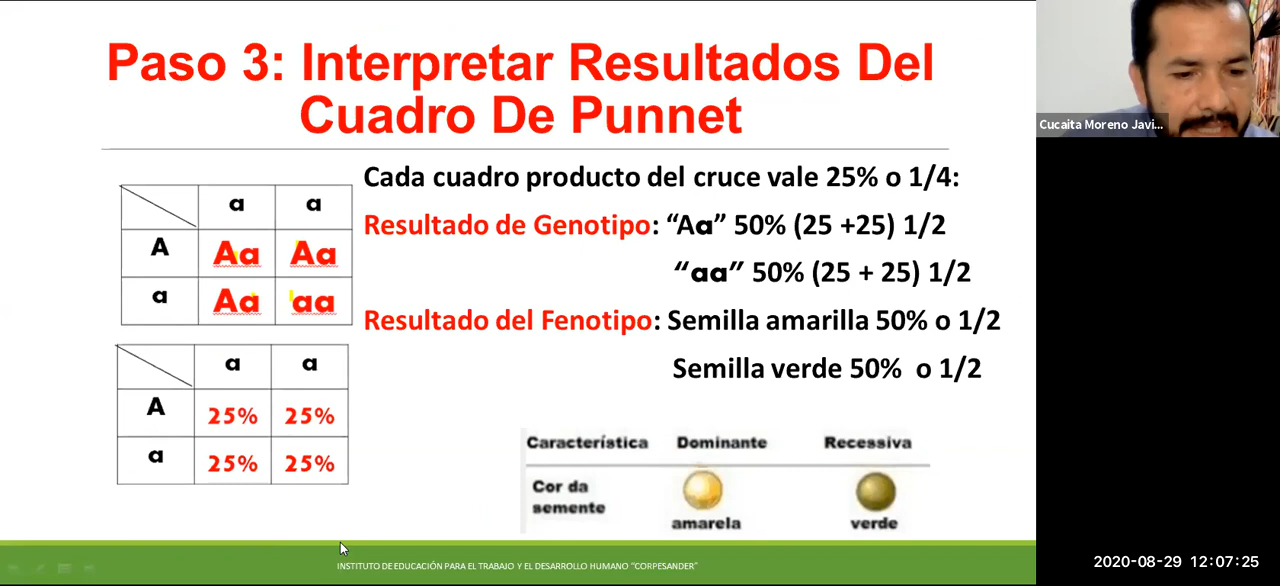 Paso 3: Interpretar Resultados Del
Cuadro De Punnet
Cucaita Moreno Javi...
Cada cuadro producto del cruce vale 25% o 1/4:
Resultado de Genotipo: “Aa” 50% (25 +25) 1/2
“aa” 50% (25 + 25) 1/2
Resultado del Fenotipo: Semilla amarilla 50% o 1/2
Semilla verde 50% o 1/2
a a
A Aa Aa
a Aa aa
a a
A 25% 25%
a 25% 25%
Característica Dominante Recessiva
Cor da
semente
amarela verde
INSTITUTO DE EDUCACIÓN PARA EL TRABAJO Y EL DESARROLLO HUMANO “CORPESANDER”
2020-08-29 12:07:25